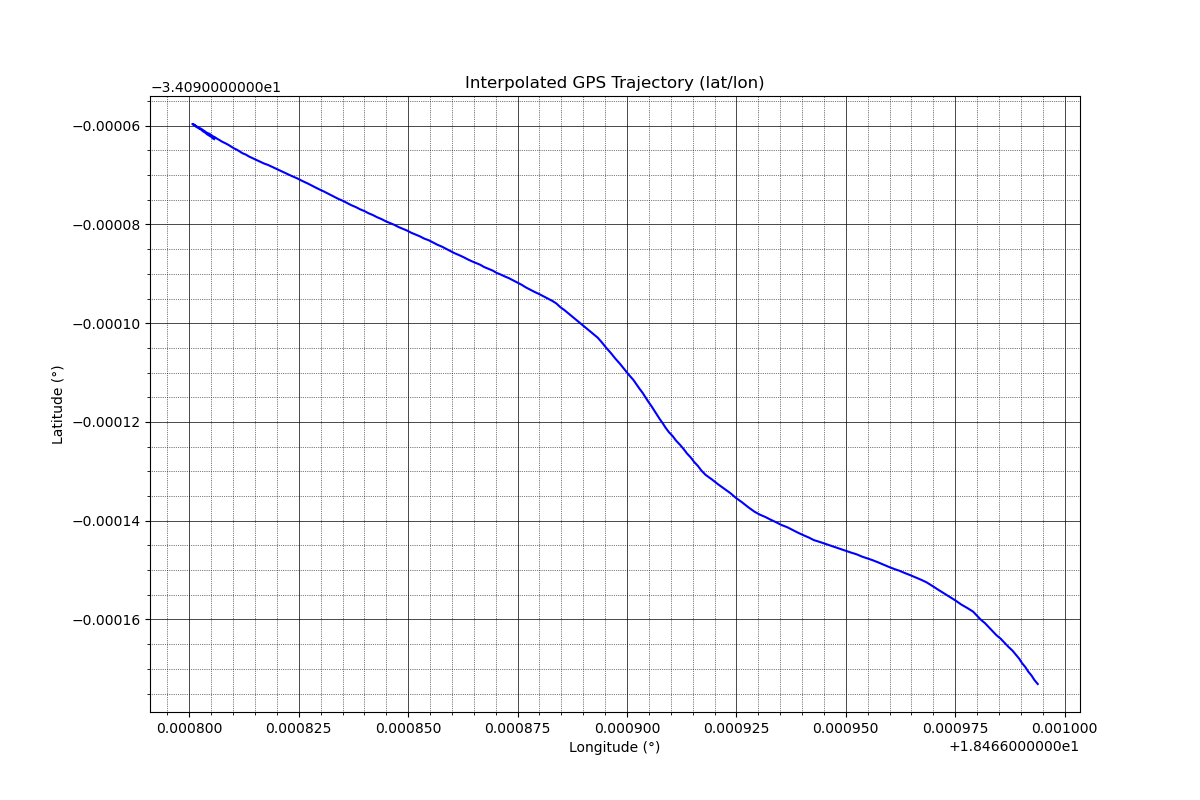 Interpolated GPS Trajectory (lat/lon)
−3.4090000000e1
−0.00006
−0.00008
−0.00010
−0.00012
−0.00014
−0.00016
Latitude (°)
0.000800 0.000825 0.000850 0.000875 0.000900 0.000925 0.000950 0.000975 0.001000
Longitude (°)
+1.8466000000e1